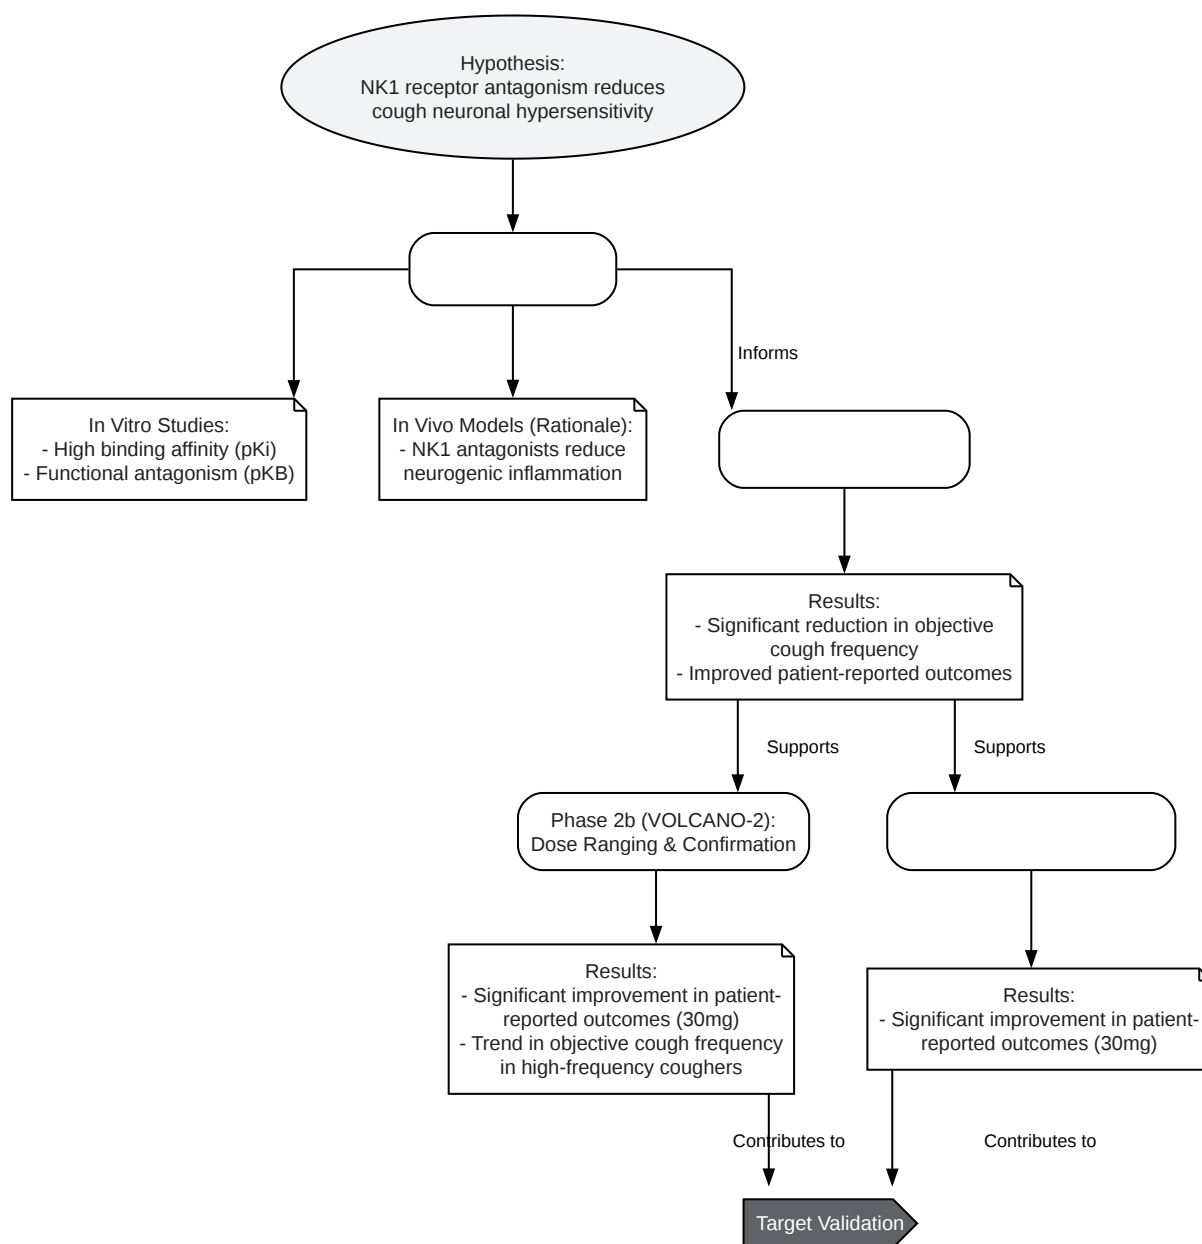 Hypothesis:
NK1 receptor antagonism reduces
cough neuronal hypersensitivity
Informs
In Vitro Studies:
- High binding affinity (pKi)
- Functional antagonism (pKB)
In Vivo Models (Rationale):
- NK1 antagonists reduce
neurogenic inflammation
Results:
- Significant reduction in objective
cough frequency
- Improved patient-reported outcomes
Supports
Supports
Phase 2b (VOLCANO-2):
Dose Ranging & Confirmation
Results:
- Significant improvement in patient-
reported outcomes (30mg)
- Trend in objective cough frequency
in high-frequency coughers
Results:
- Significant improvement in patient-
reported outcomes (30mg)
Contributes to
Contributes to
Target Validation